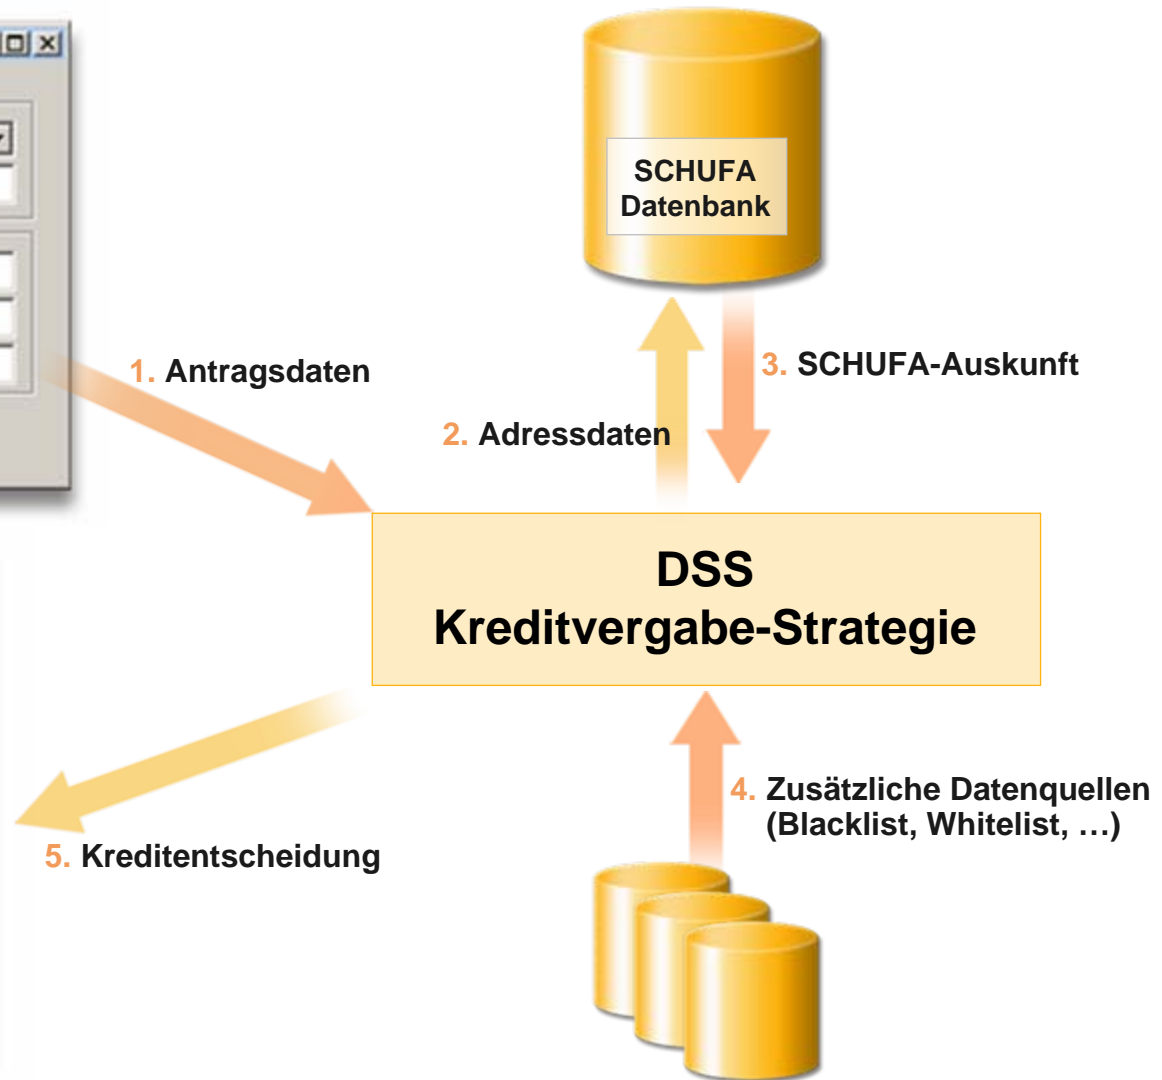 SCHUFA
Datenbank
1. Antragsdaten
3. SCHUFA-Auskunft
2. Adressdaten
DSS
Kreditvergabe-Strategie
4. Zusätzliche Datenquellen
(Blacklist, Whitelist, …)
5. Kreditentscheidung